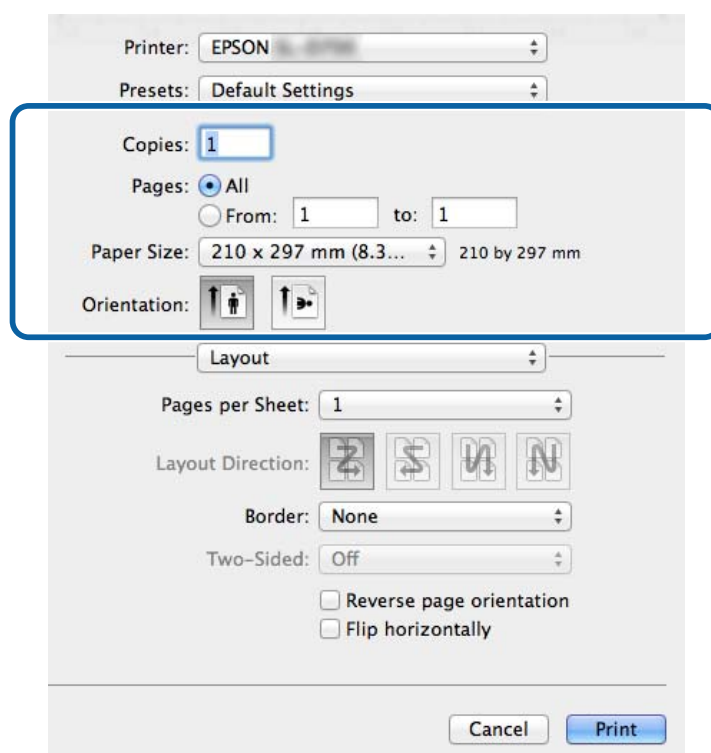 Printer: EPSON
Presets: Default Settings
Copies: 1
Pages: All
From: 1 to: 1
Paper Size: 210 x 297 mm (8.3... 210 by 297 mm
Orientation:
Layout
Pages per Sheet: 1
Layout Direction:
Border: None
Two-Sided: Off
Reverse page orientation
Flip horizontally
Cancel Print